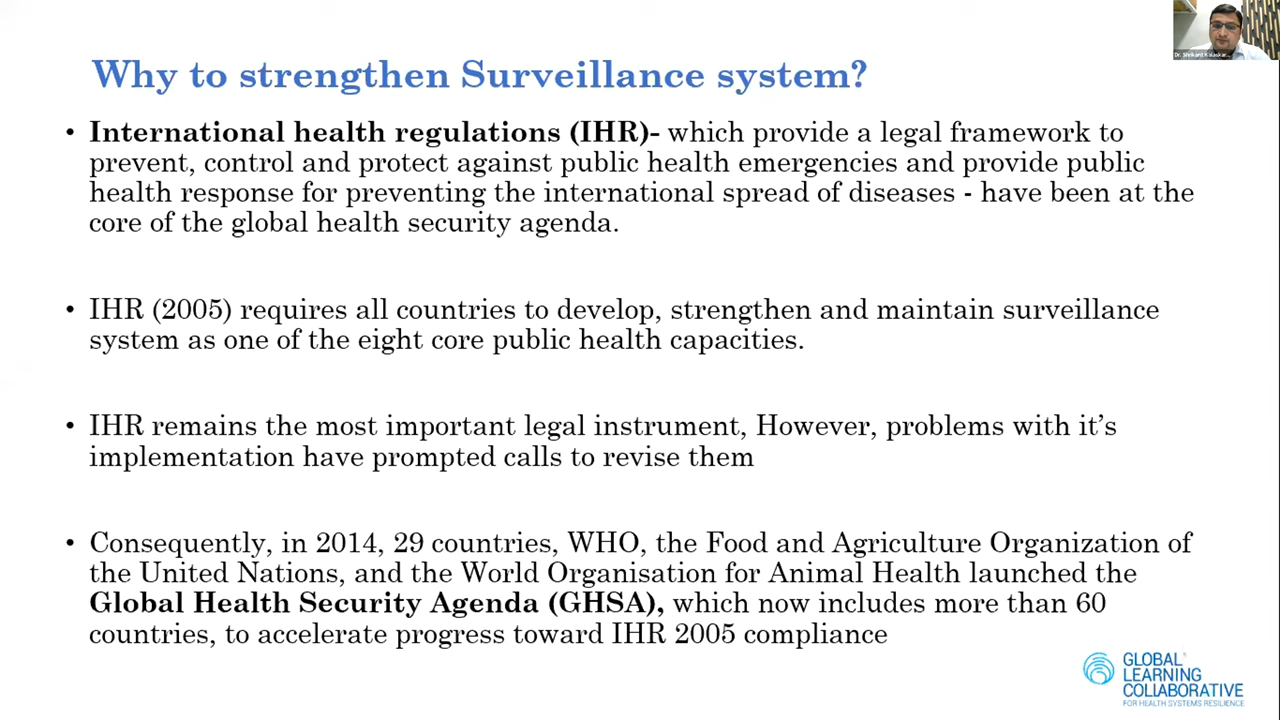 Dr. Shrikant Kalaskar...
Why to strengthen Surveillance system?
• International health regulations (IHR)- which provide a legal framework to
prevent, control and protect against public health emergencies and provide public
health response for preventing the international spread of diseases - have been at the
core of the global health security agenda.
• IHR (2005) requires all countries to develop, strengthen and maintain surveillance
system as one of the eight core public health capacities.
• IHR remains the most important legal instrument, However, problems with it’s
implementation have prompted calls to revise them
• Consequently, in 2014, 29 countries, WHO, the Food and Agriculture Organization of
the United Nations, and the World Organisation for Animal Health launched the
Global Health Security Agenda (GHSA), which now includes more than 60
countries, to accelerate progress toward IHR 2005 compliance
GLOBAL
LEARNING
COLLABORATIVE
FOR HEALTH SYSTEMS RESILIENCE